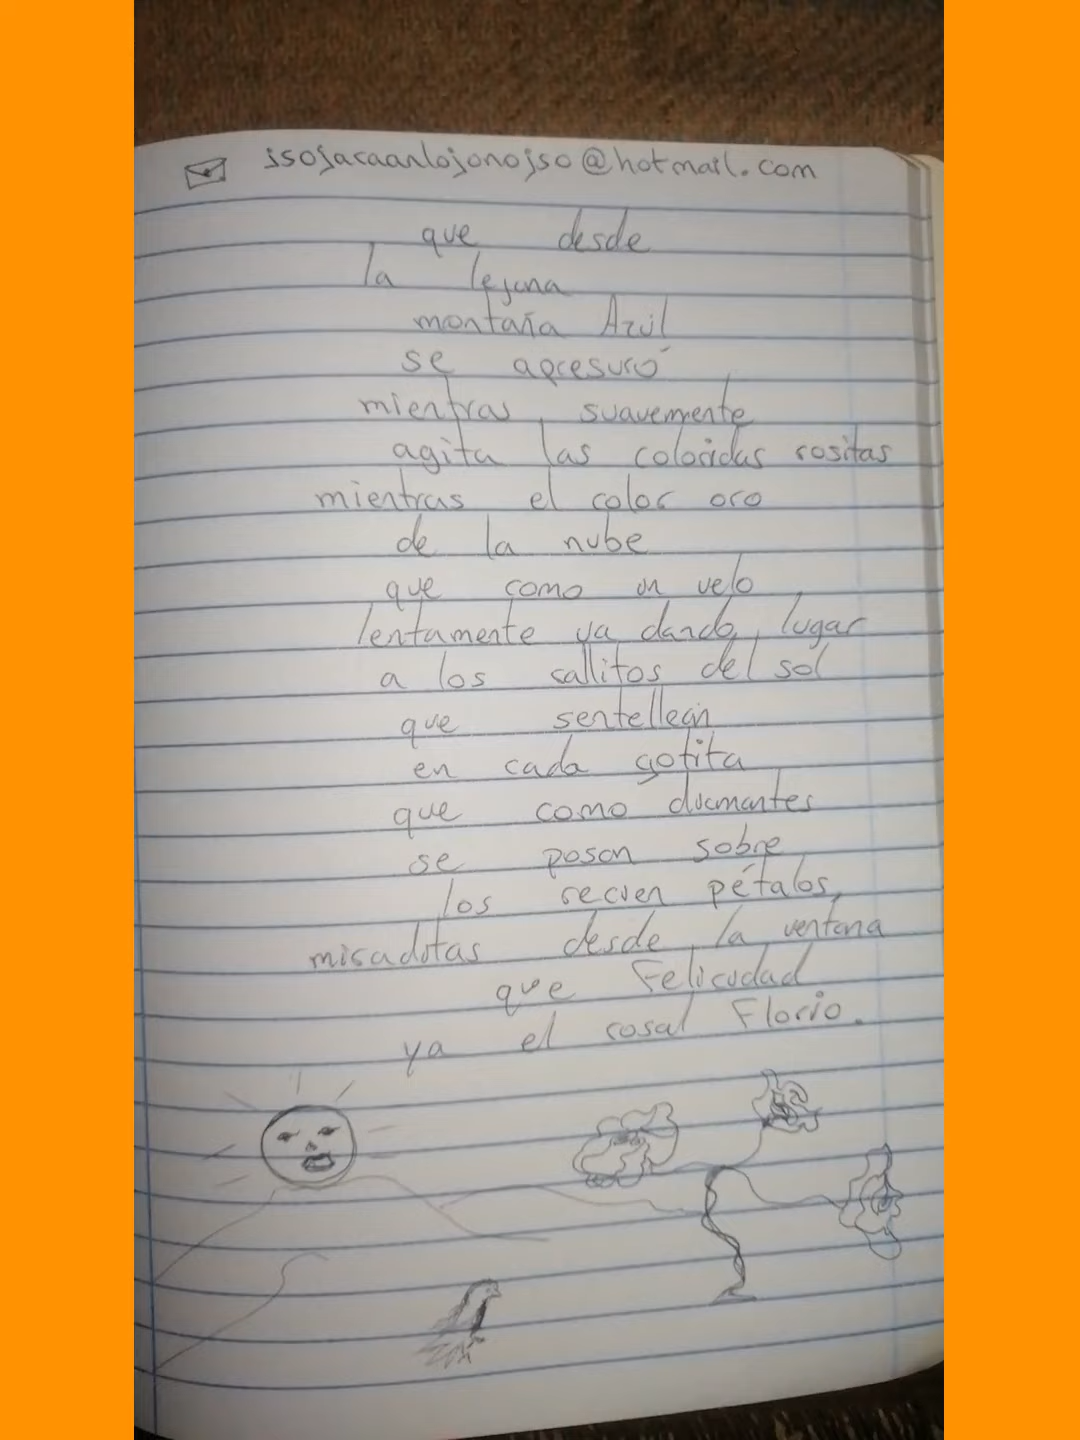 isojacaanlojonojso@hotmail.com
que desde
la lejana
montaña Azul
se apresuró
mientras suavemente
agita las coloridas rositas
mientras el color oro
de la nube
que como un velo
lentamente va dando lugar
a los rallitos del sol
que sentellean
en cada gotita
que como diamantes
se posan sobre
los recien pétalos,
miraditas desde la ventana
que Felicidad
ya el rosal Florio.